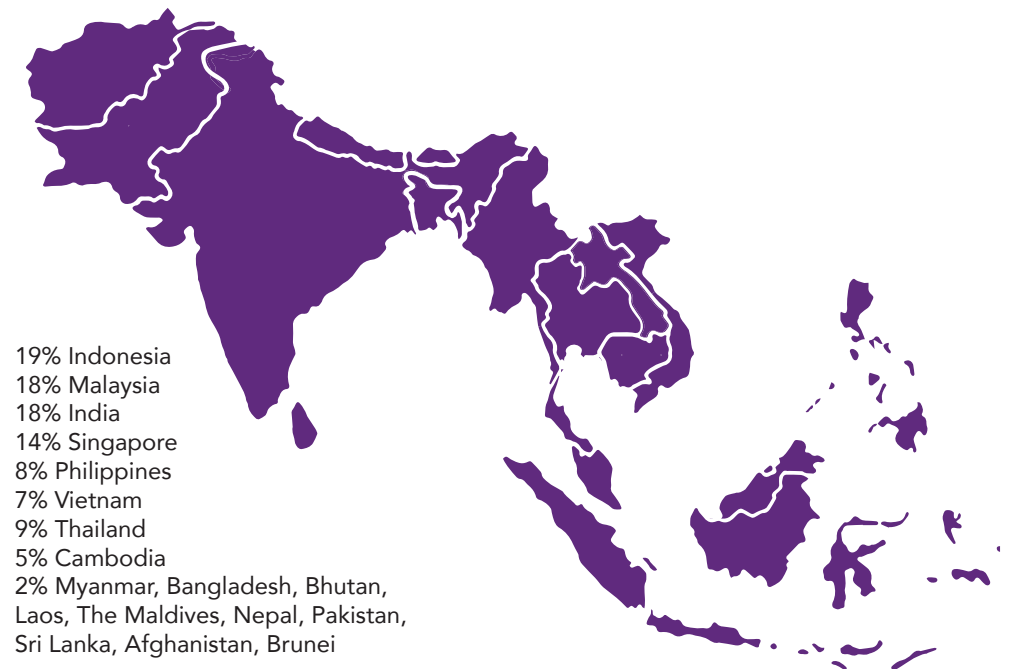 19% Indonesia
18% Malaysia
18% India
14% Singapore
8% Philippines
7% Vietnam
9% Thailand
5% Cambodia
2% Myanmar, Bangladesh, Bhutan,
Laos, The Maldives, Nepal, Pakistan,
Sri Lanka, Afghanistan, Brunei